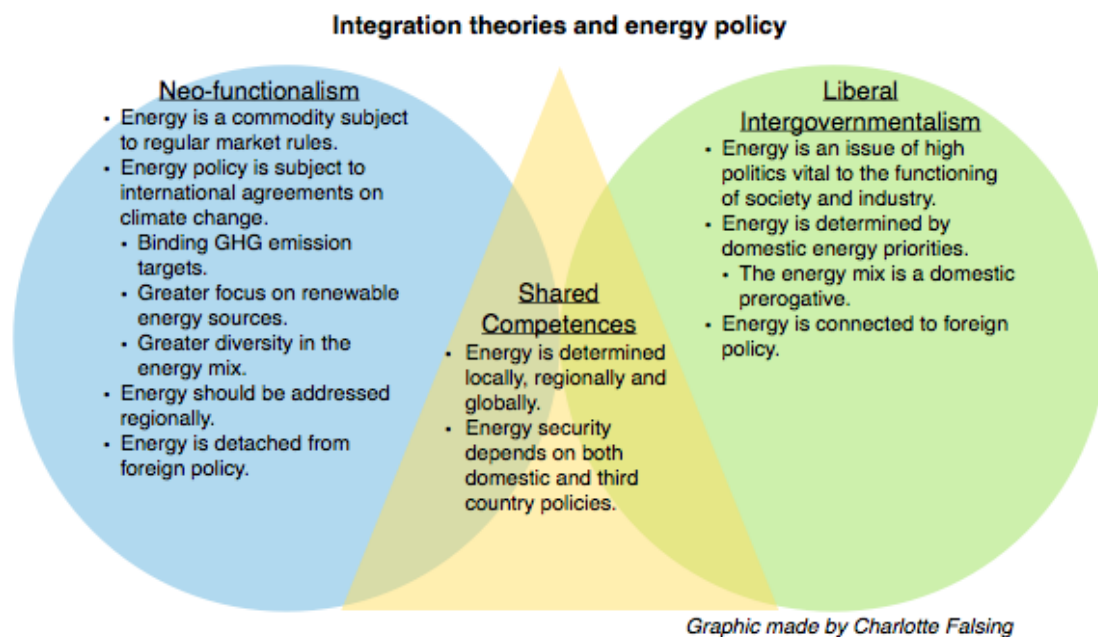 Integration theories and energy policy
Neo-functionalism
• Energy is a commodity subject
to regular market rules.
• Energy policy is subject to
international agreements on
climate change.
• Binding GHG emission
targets.
• Greater focus on renewable
energy sources.
• Greater diversity in the
energy mix.
• Energy should be addressed
regionally.
• Energy is detached from
foreign policy.
Shared
Competences
• Energy is determined
locally, regionally and
globally.
• Energy security
depends on both
domestic and third
country policies.
Liberal
Intergovernmentalism
• Energy is an issue of high
politics vital to the functioning
of society and industry.
• Energy is determined by
domestic energy priorities.
• The energy mix is a domestic
prerogative.
• Energy is connected to foreign
policy.
Graphic made by Charlotte Falsing